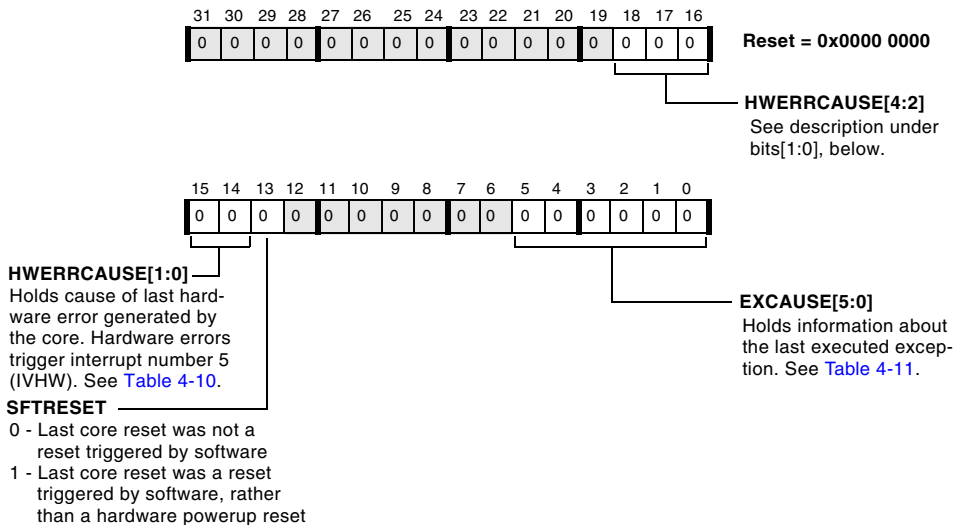 31 30 29 28 27 26 25 24 23 22 21 20 19 18 17 16
0 0 0 0 0 0 0 0 0 0 0 0 0 0 0 0
Reset = 0x0000 0000
HWERRCAUSE[4:2]
See description under
bits[1:0], below.
15 14 13 12 11 10 9 8 7 6 5 4 3 2 1 0
0 0 0 0 0 0 0 0 0 0 0 0 0 0 0 0
HWERRCAUSE[1:0]
Holds cause of last hard-
ware error generated by
the core. Hardware errors
trigger interrupt number 5
(IVHW). See Table 4-10.
SFTRESET
0 - Last core reset was not a
reset triggered by software
1 - Last core reset was a reset
triggered by software, rather
than a hardware powerup reset
EXCAUSE[5:0]
Holds information about
the last executed excep-
tion. See Table 4-11.